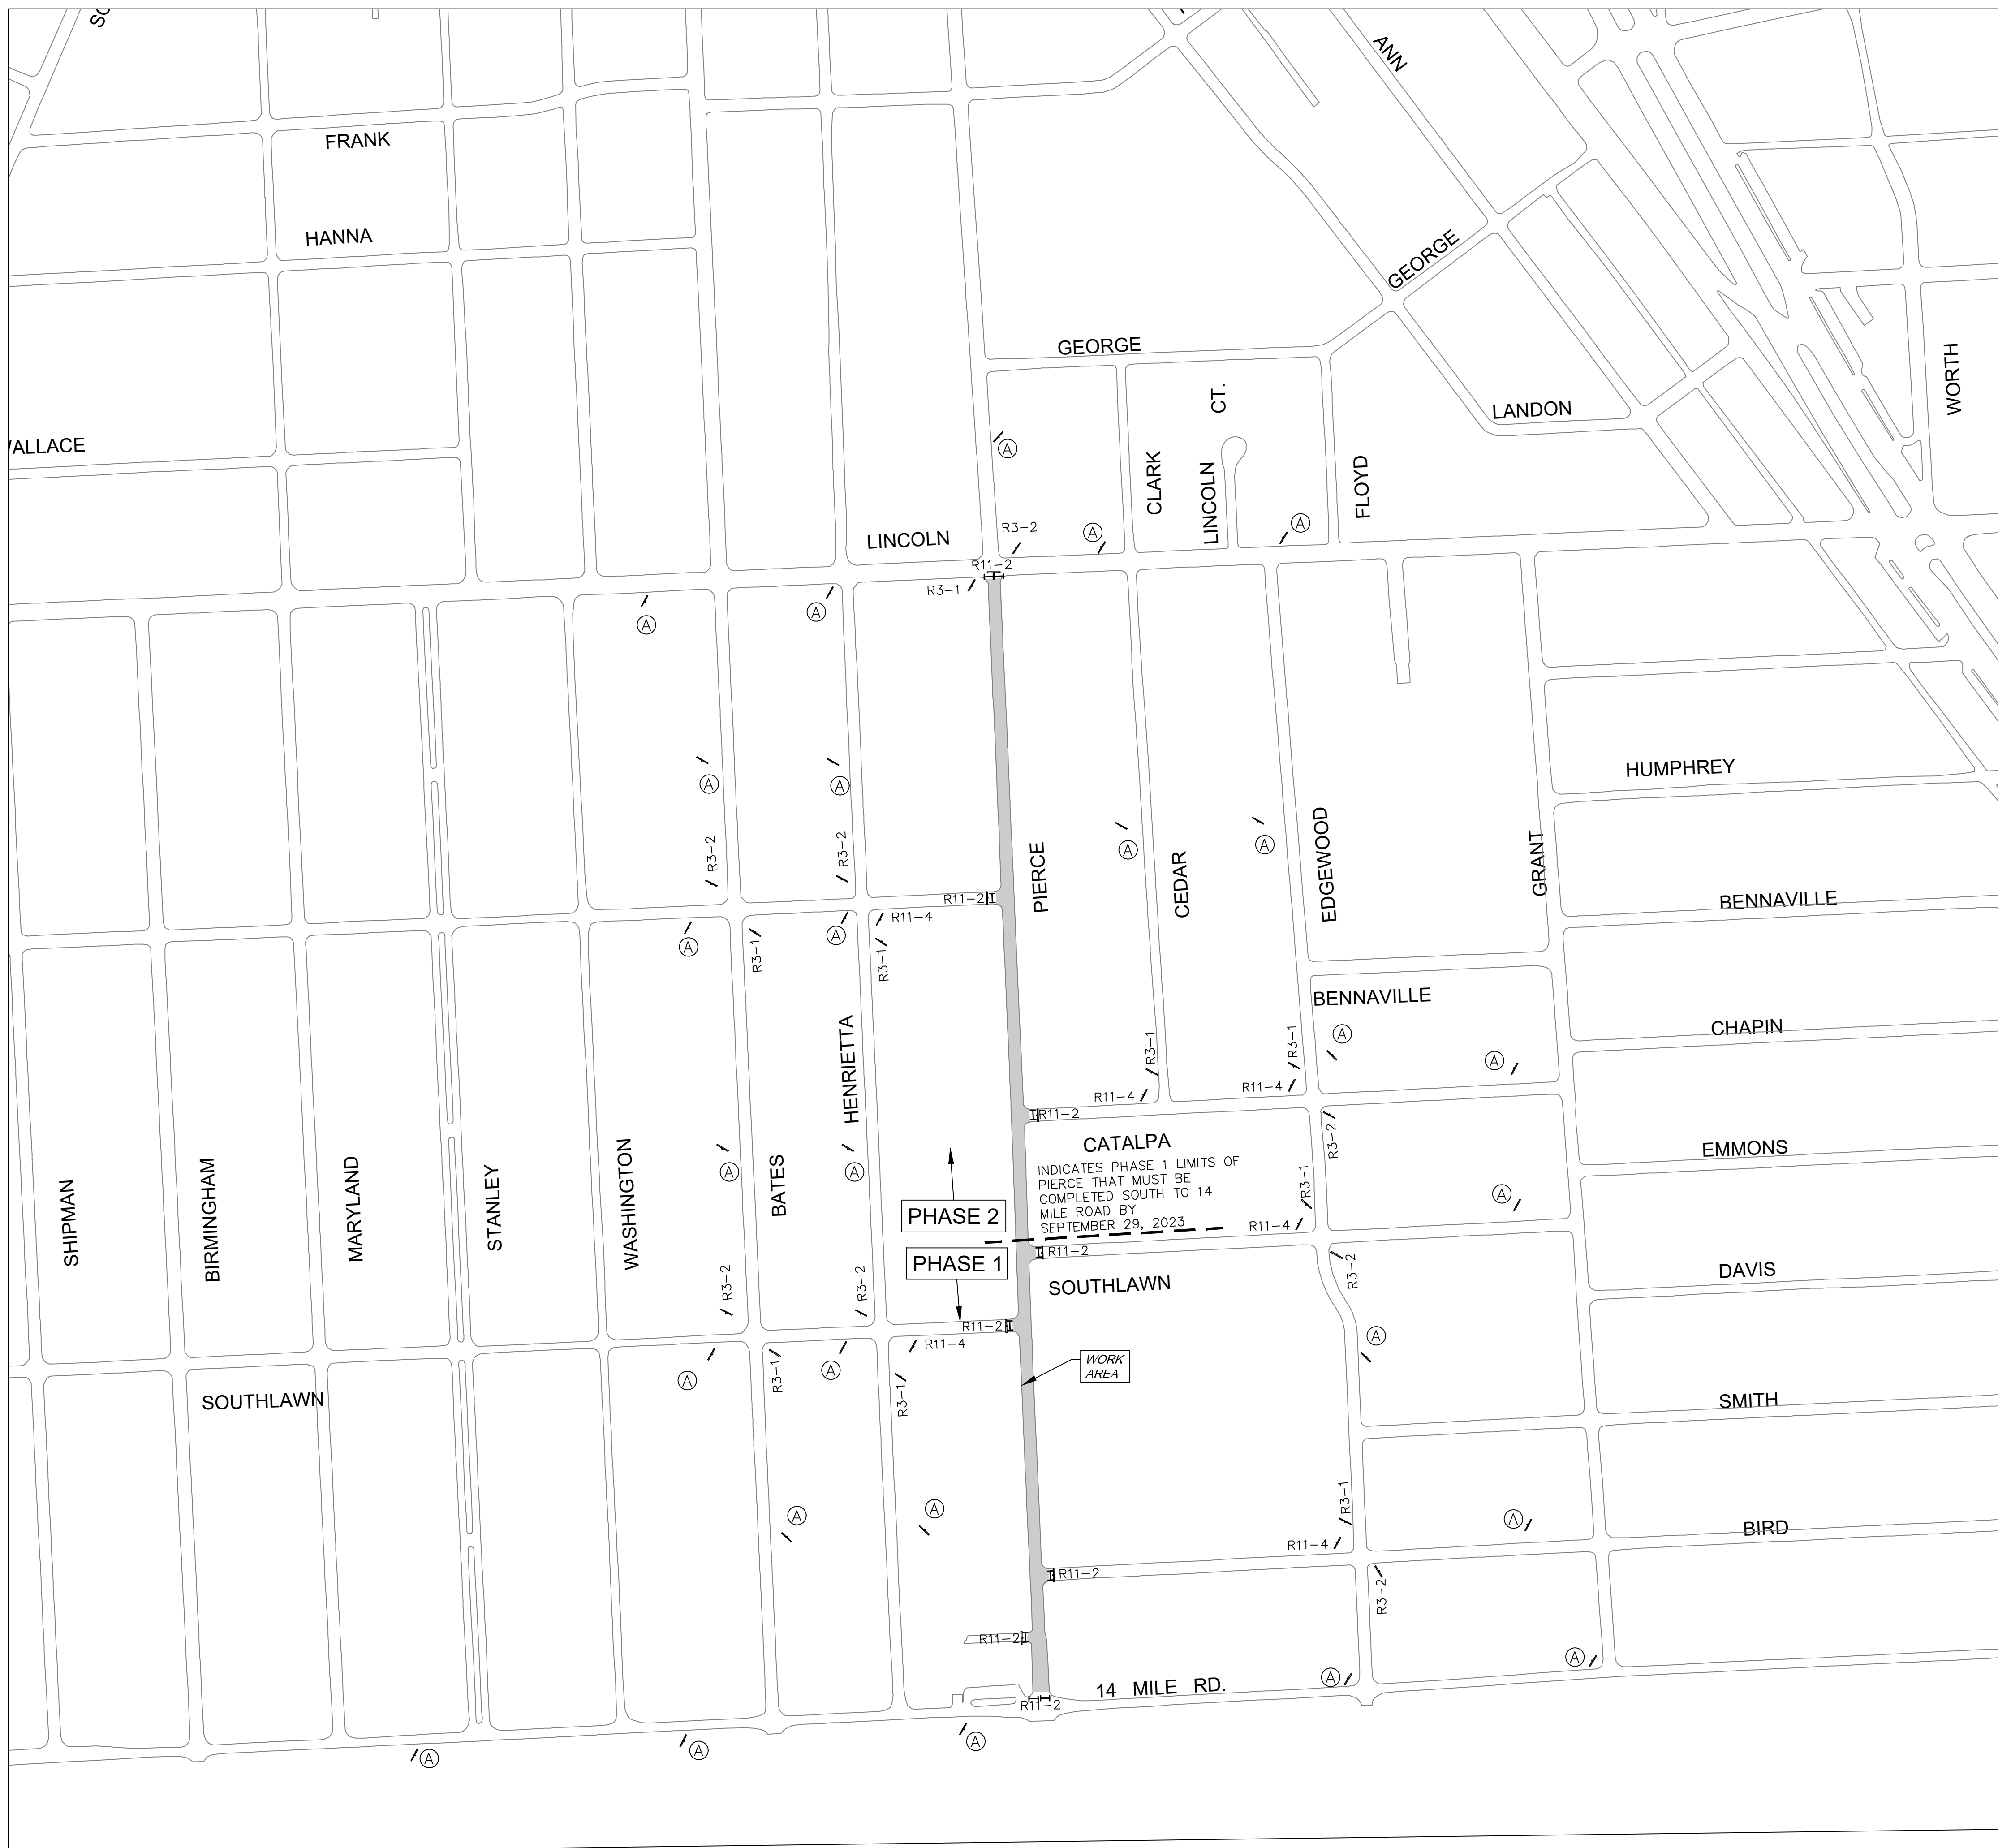 SO
ANN
FRANK
HANNA
GEORGE
GEORGE
CT.
LANDON
WORTH
WALLACE
CLARK
LINCOLN
FLOYD
A
R3-2
A
A
LINCOLN
R11-2
R3-1
A
A
HUMPHREY
A
A
A
A
R3-2
R3-2
PIERCE
CEDAR
EDGEWOOD
GRANT
BENNAVILLE
R11-2
R11-4
A
A
R3-1
R3-1
BENNAVILLE
CHAPIN
HENRIETTA
A
A
R3-1
R3-1
R11-4
R11-4
R11-2
CATALPA
R3-2
EMMONS
INDICATES PHASE 1 LIMITS OF
PIERCE THAT MUST BE
COMPLETED SOUTH TO 14
MILE ROAD BY
SEPTEMBER 29, 2023
SHIPMAN
BIRMINGHAM
MARYLAND
STANLEY
WASHINGTON
BATES
A
A
R3-1
A
PHASE 2
R11-4
PHASE 1
R11-2
R3-2
R3-2
R3-2
DAVIS
SOUTHLAWN
R11-2
R11-4
A
A
A
R3-1
R3-1
WORK
AREA
SOUTHLAWN
SMITH
A
A
R3-1
A
BIRD
R11-4
R11-2
R3-2
R11-2
A
A
14 MILE RD.
R11-2
A
A
A